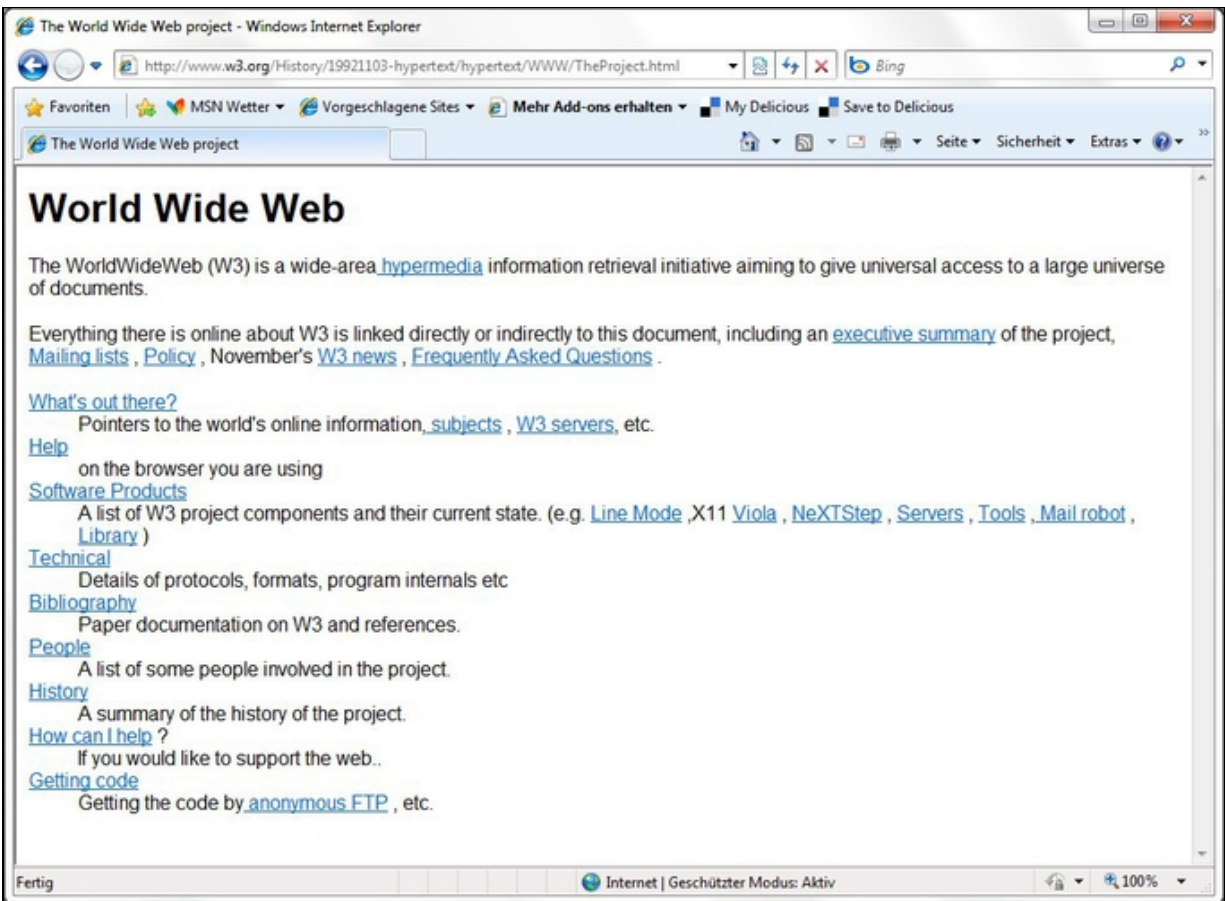 The World Wide Web project - Windows Internet Explorer
http://www.w3.org/History/19921103-hypertext/hypertext/WWW/TheProject.html
Bing
Favoriten MSN Wetter Vorgeschlagene Sites Mehr Add-ons erhalten My Delicious Save to Delicious
The World Wide Web project Seite Sicherheit Extras
World Wide Web
The WorldWideWeb (W3) is a wide-area hypermedia information retrieval initiative aiming to give universal access to a large universe
of documents.
Everything there is online about W3 is linked directly or indirectly to this document, including an executive summary of the project,
Mailing lists , Policy , November's W3 news , Frequently Asked Questions .
What's out there?
Pointers to the world's online information, subjects , W3 servers, etc.
Help
on the browser you are using
Software Products
A list of W3 project components and their current state. (e.g. Line Mode ,X11 Viola , NeXTStep , Servers , Tools , Mail robot ,
Library )
Technical
Details of protocols, formats, program internals etc
Bibliography
Paper documentation on W3 and references.
People
A list of some people involved in the project.
History
A summary of the history of the project.
How can I help ?
If you would like to support the web..
Getting code
Getting the code by anonymous FTP , etc.
Fertig Internet | Geschützter Modus: Aktiv 100%